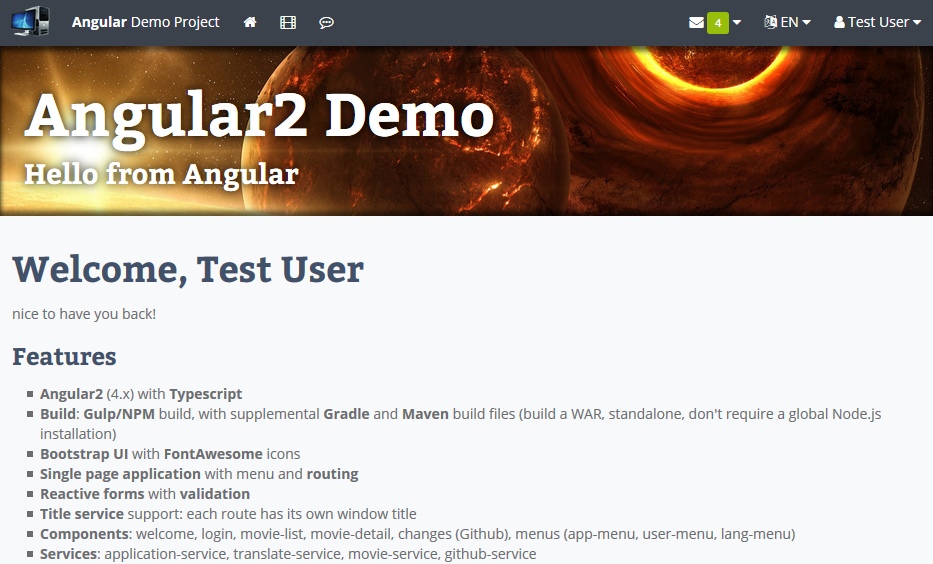 Angular Demo Project 4 EN Test User
Angular2 Demo
Hello from Angular
Welcome, Test User
nice to have you back!
Features
Angular2 (4.x) with Typescript
Build: Gulp/NPM build, with supplemental Gradle and Maven build files (build a WAR, standalone, don't require a global Node.js
installation)
Bootstrap UI with FontAwesome icons
Single page application with menu and routing
Reactive forms with validation
Title service support: each route has its own window title
Components: welcome, login, movie-list, movie-detail, changes (Github), menus (app-menu, user-menu, lang-menu)
Services: application-service, translate-service, movie-service, github-service